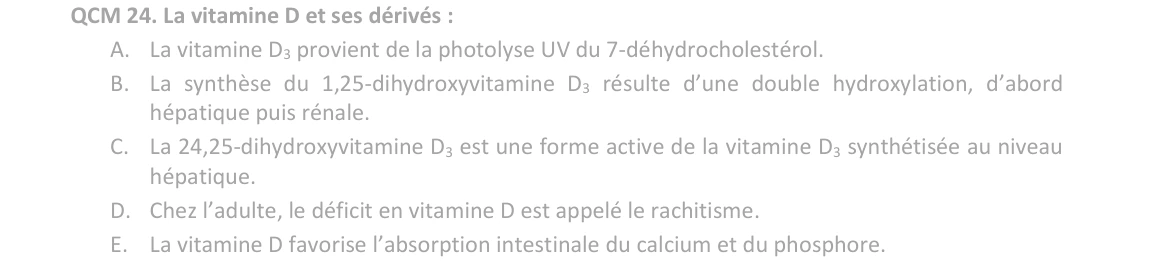 QCM 24. La vitamine D et ses dérivés :
A. La vitamine D₃ provient de la photolyse UV du 7-déhydrocholestérol.
B. La synthèse du 1,25-dihydroxyvitamine D₃ résulte d’une double hydroxylation, d’abord
hépatique puis rénale.
C. La 24,25-dihydroxyvitamine D₃ est une forme active de la vitamine D₃ synthétisée au niveau
hépatique.
D. Chez l’adulte, le déficit en vitamine D est appelé le rachitisme.
E. La vitamine D favorise l’absorption intestinale du calcium et du phosphore.